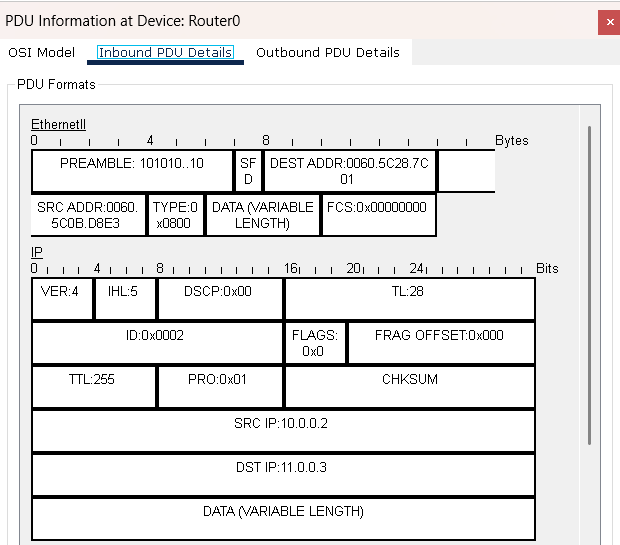 PDU Information at Device: Router0
×
OSI Model Inbound PDU Details Outbound PDU Details
PDU Formats
EthernetII
0 4 8 Bytes
PREAMBLE: 101010..10 SF DEST ADDR:0060.5C28.7C
D 01
SRC ADDR:0060. TYPE:0 DATA (VARIABLE FCS:0x00000000
5C0B.D8E3 x0800 LENGTH)
IP
0 4 8 16 20 24 Bits
VER:4 IHL:5 DSCP:0x00 TL:28
ID:0x0002 FLAGS: FRAG OFFSET:0x000
0x0
TTL:255 PRO:0x01 CHKSUM
SRC IP:10.0.0.2
DST IP:11.0.0.3
DATA (VARIABLE LENGTH)